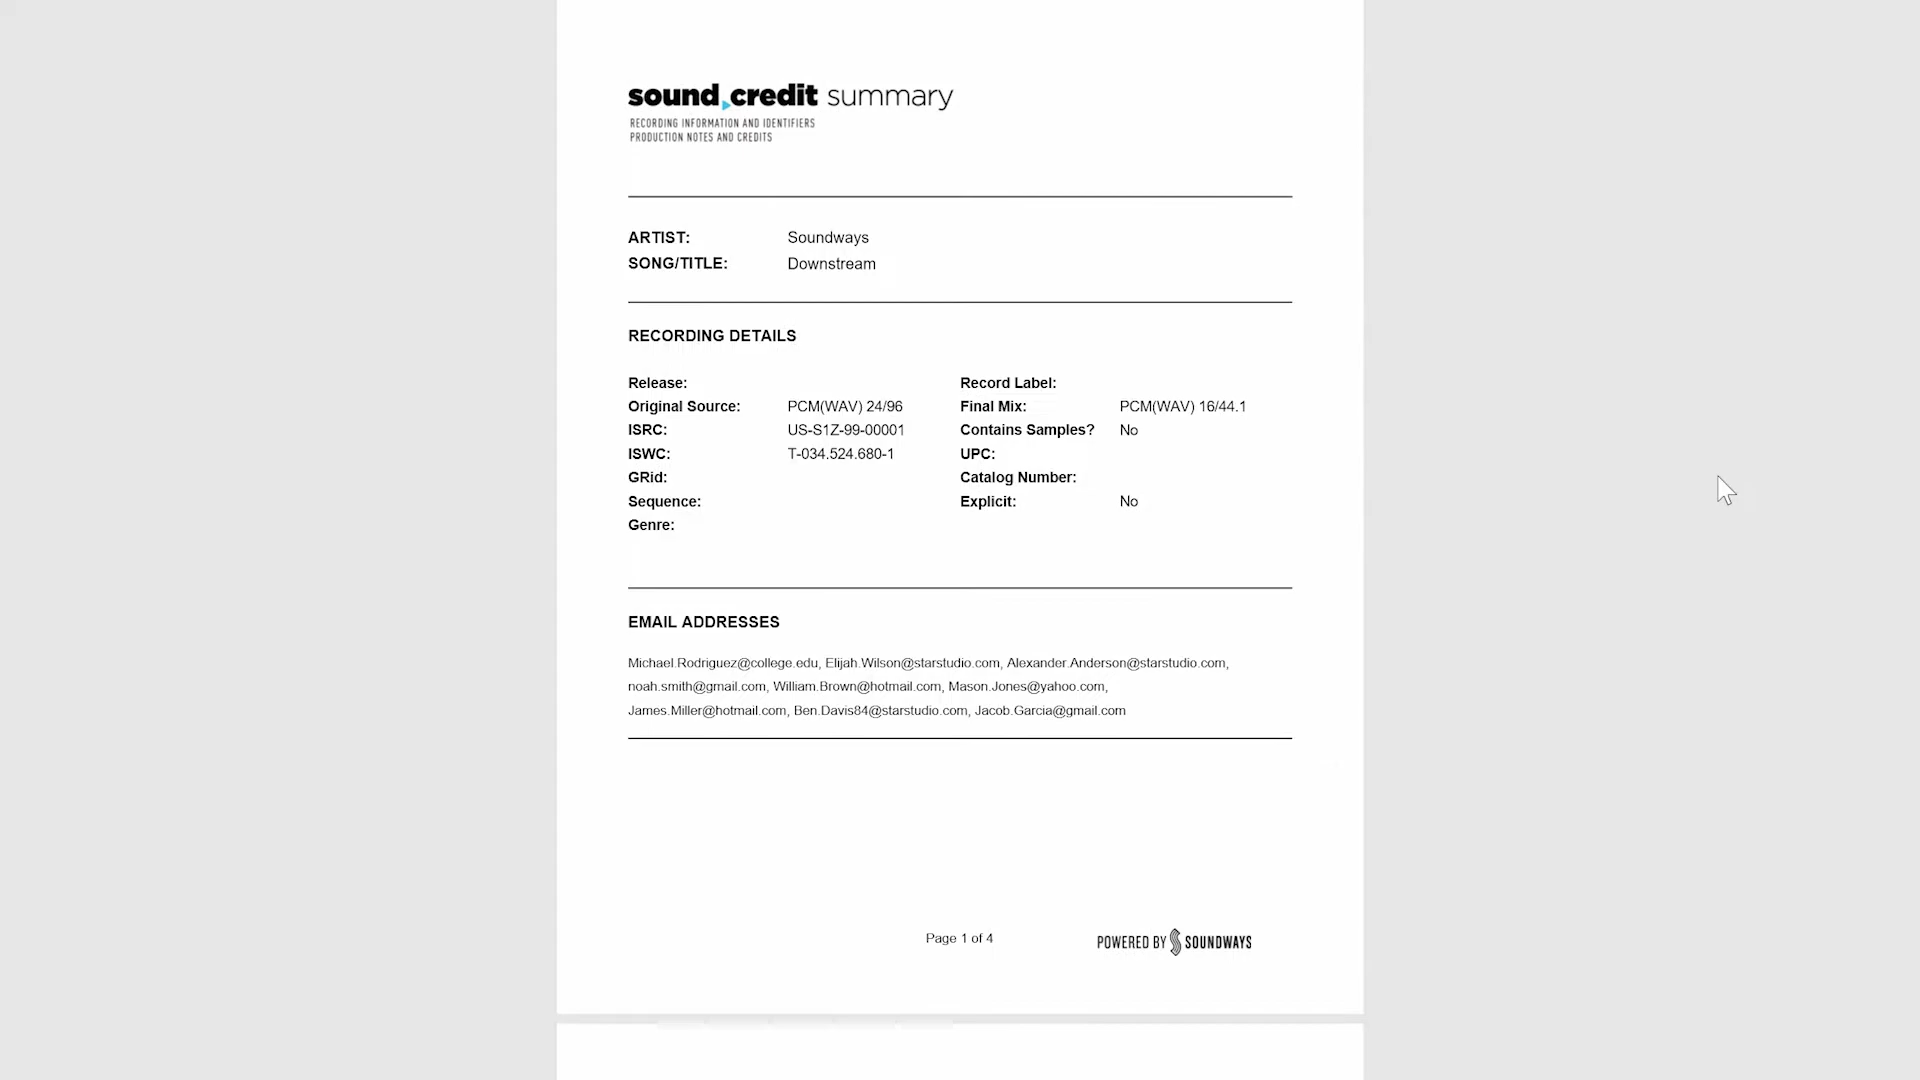 sound credit summary
RECORDING INFORMATION AND IDENTIFIERS
PRODUCTION NOTES AND CREDITS
ARTIST: Soundways
SONG/TITLE: Downstream
RECORDING DETAILS
Release: Record Label:
Original Source: PCM(WAV) 24/96 Final Mix: PCM(WAV) 16/44.1
ISRC: US-S1Z-99-00001 Contains Samples? No
ISWC: T-034.524.680-1 UPC:
GRid: Catalog Number:
Sequence: Explicit: No
Genre:
EMAIL ADDRESSES
Michael.Rodriguez@college.edu, Elijah.Wilson@starstudio.com, Alexander.Anderson@starstudio.com,
noah.smith@gmail.com, William.Brown@hotmail.com, Mason.Jones@yahoo.com,
James.Miller@hotmail.com, Ben.Davis84@starstudio.com, Jacob.Garcia@gmail.com
Page 1 of 4 POWERED BY SOUNDWAYS